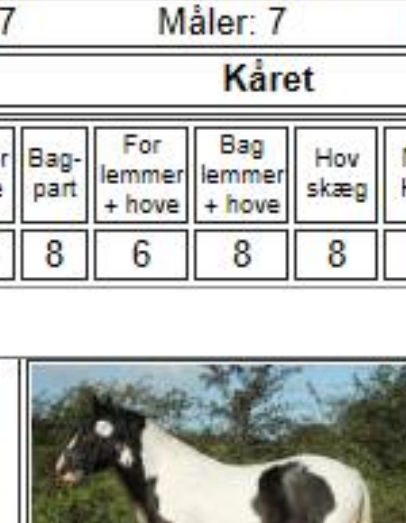 7 Måler: 7
Kåret
r Bag- For Bag Hov
part lemmer lemmer skæg
+ hove + hove
8 6 8 8